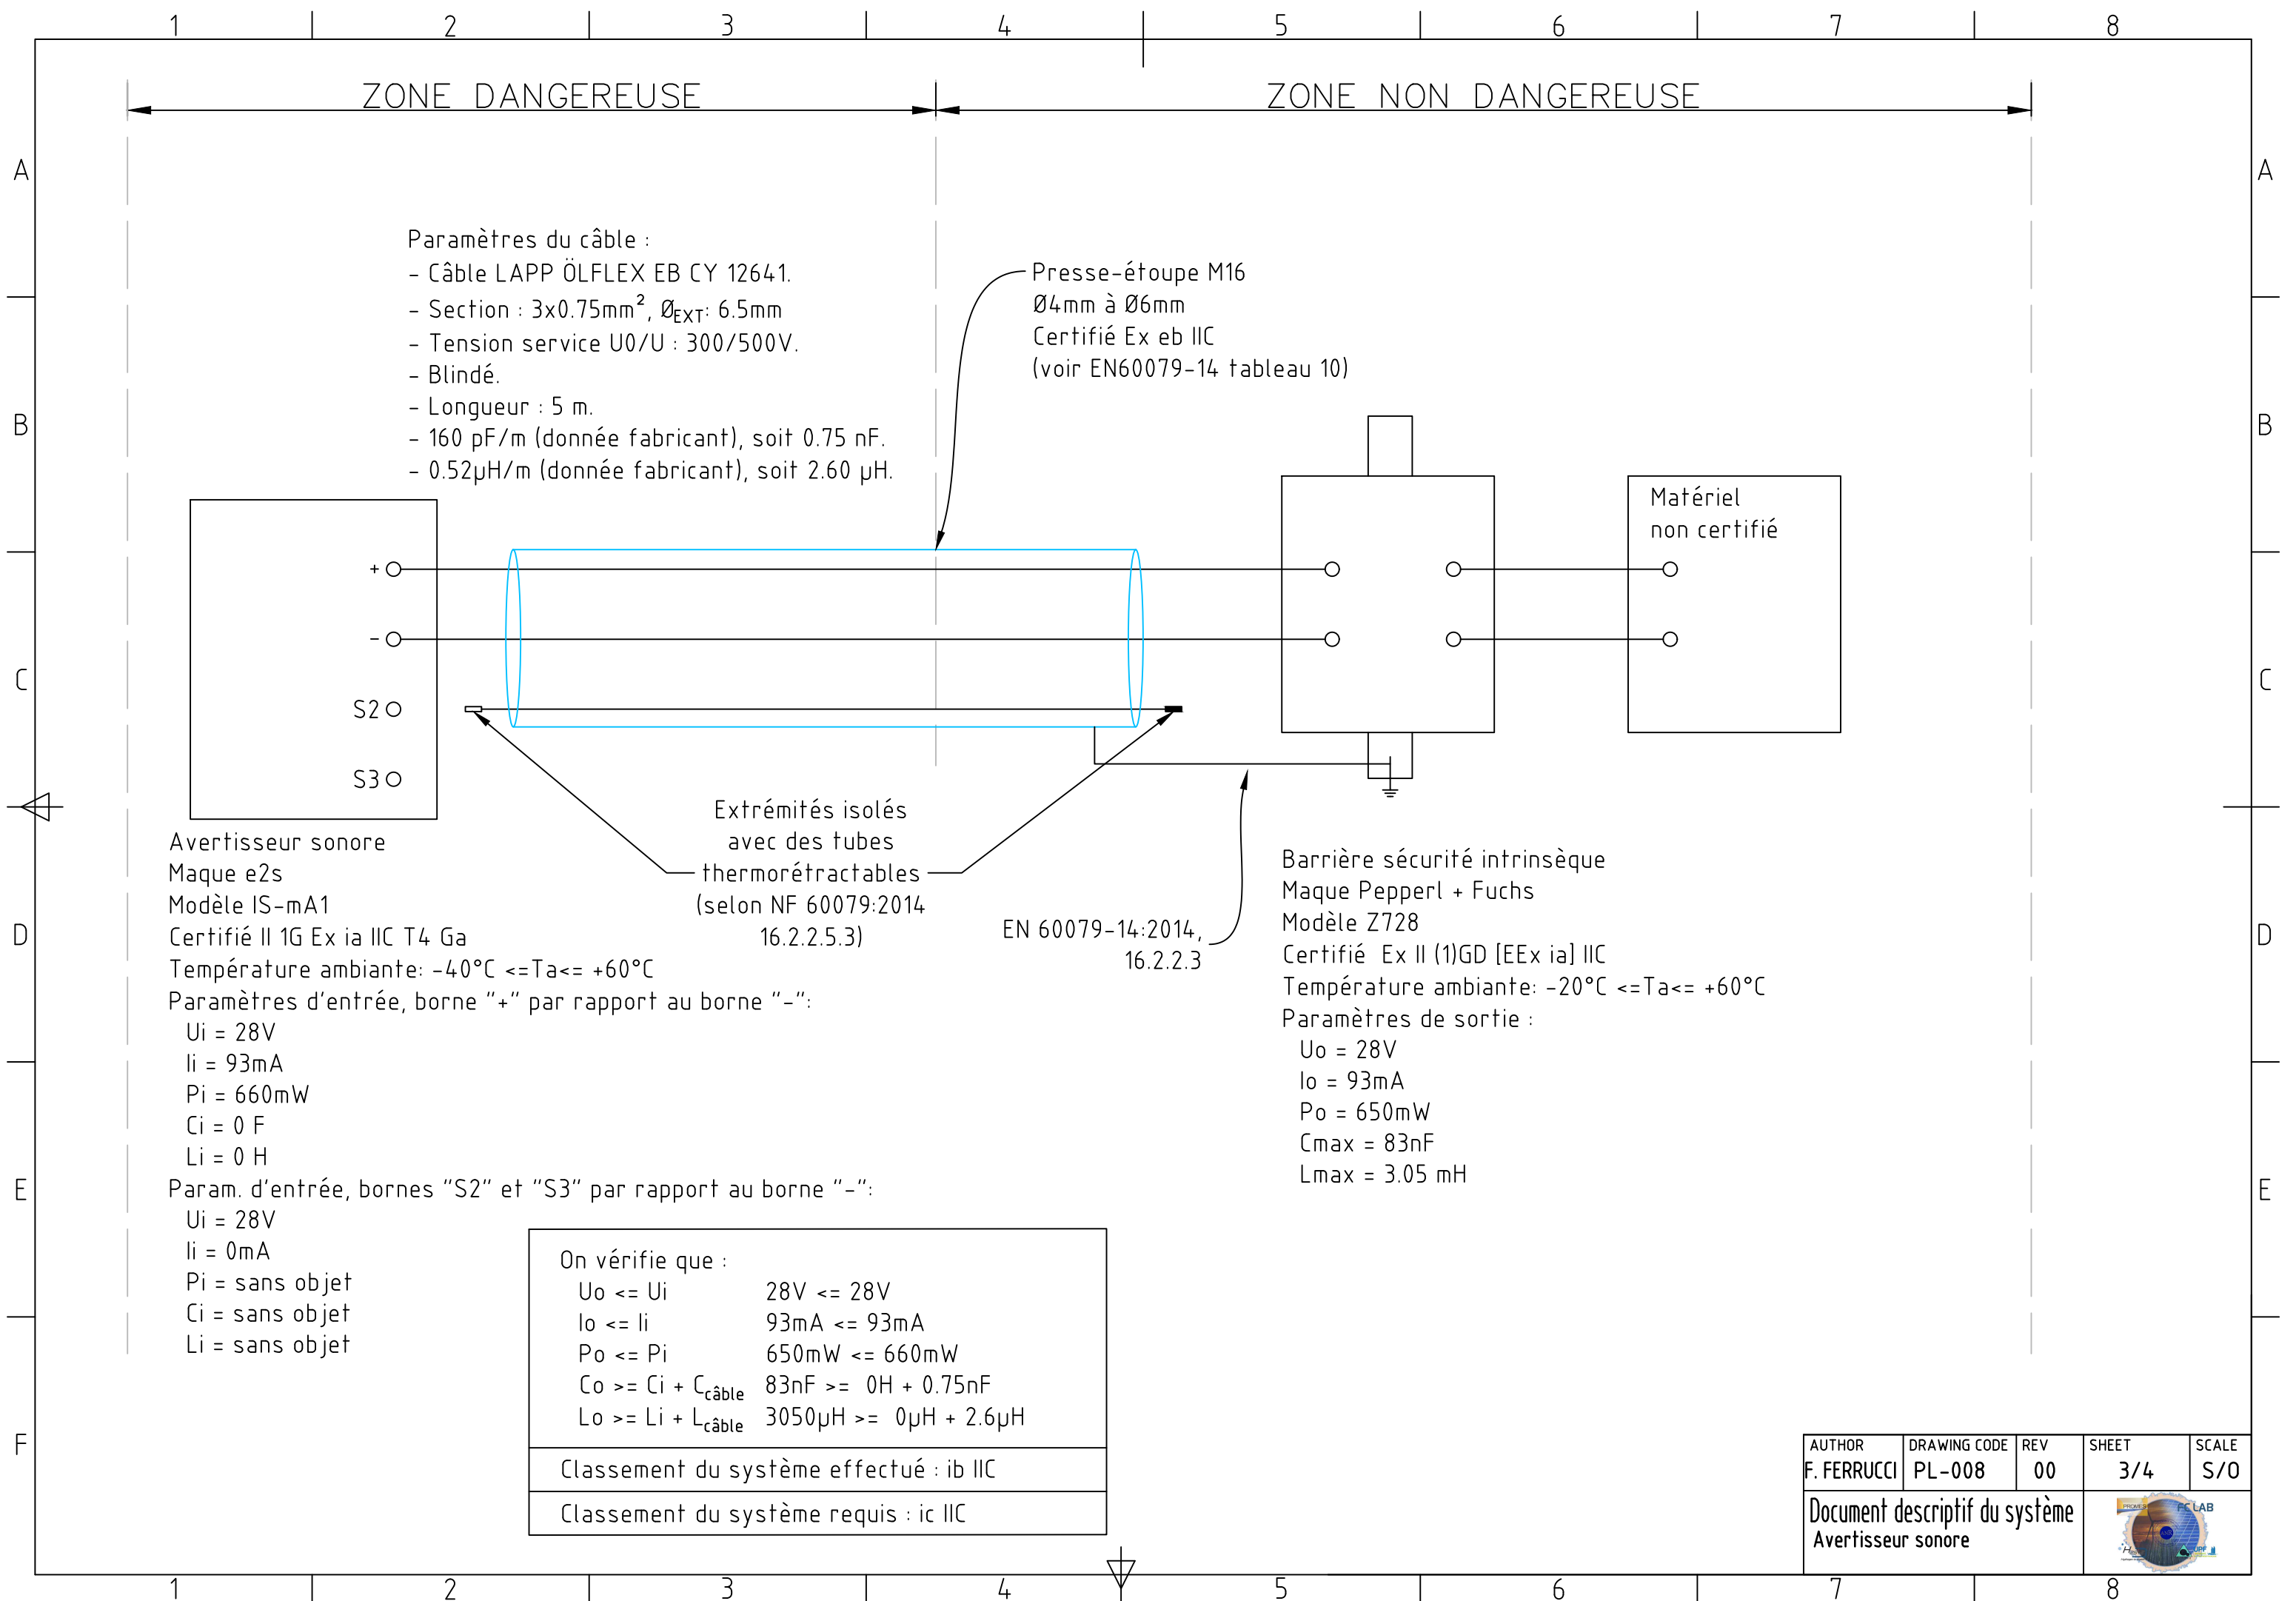 1 2 3 4 5 6 7 8
ZONE DANGEREUSE
ZONE NON DANGEREUSE
A
A
Paramètres du câble :
- Câble LAPP ÖLFLEX EB CY 12641.
- Section : 3x0.75mm², ØEXT: 6.5mm
- Tension service U0/U : 300/500V.
- Blindé.
- Longueur : 5 m.
- 160 pF/m (donnée fabricant), soit 0.75 nF.
- 0.52µH/m (donnée fabricant), soit 2.60 µH.
Presse-étoupe M16
Ø4mm à Ø6mm
Certifié Ex eb IIC
(voir EN60079-14 tableau 10)
B
B
Matériel
non certifié
+
-
S2
S3
C
C
Extrémités isolés
avec des tubes
thermorétractables
(selon NF 60079:2014
16.2.2.5.3)
EN 60079-14:2014,
16.2.2.3
D
D
Avertisseur sonore
Maque e2s
Modèle IS-mA1
Certifié II 1G Ex ia IIC T4 Ga
Température ambiante: -40°C <=Ta<= +60°C
Paramètres d'entrée, borne "+" par rapport au borne "-":
Ui = 28V
Ii = 93mA
Pi = 660mW
Ci = 0 F
Li = 0 H
Param. d'entrée, bornes "S2" et "S3" par rapport au borne "-":
Ui = 28V
Ii = 0mA
Pi = sans objet
Ci = sans objet
Li = sans objet
Barrière sécurité intrinsèque
Maque Pepperl + Fuchs
Modèle Z728
Certifié Ex II (1)GD [EEx ia] IIC
Température ambiante: -20°C <=Ta<= +60°C
Paramètres de sortie :
Uo = 28V
Io = 93mA
Po = 650mW
Cmax = 83nF
Lmax = 3.05 mH
E
E
On vérifie que :
Uo <= Ui 28V <= 28V
Io <= Ii 93mA <= 93mA
Po <= Pi 650mW <= 660mW
Co >= Ci + Ccâble 83nF >= 0H + 0.75nF
Lo >= Li + Lcâble 3050µH >= 0µH + 2.6µH
Classement du système effectué : ib IIC
Classement du système requis : ic IIC
F
AUTHOR DRAWING CODE REV SHEET SCALE
F. FERRUCCI PL-008 00 3/4 S/O
Document descriptif du système
Avertisseur sonore
PROMES
FC LAB
1 2 3 4 5 6 7 8